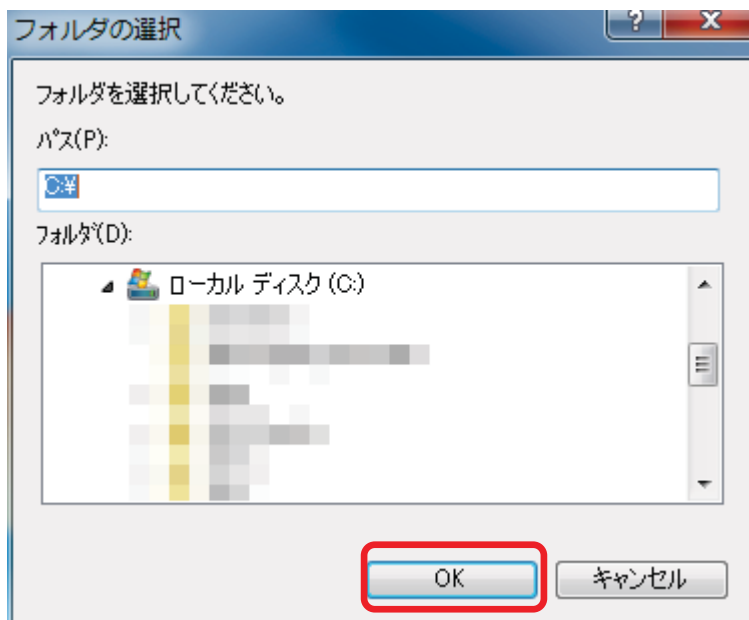 フォルダの選択
?
X
フォルダを選択してください。
パス(P):
C:¥
フォルダ(D):
ローカル ディスク (C:)
OK
キャンセル